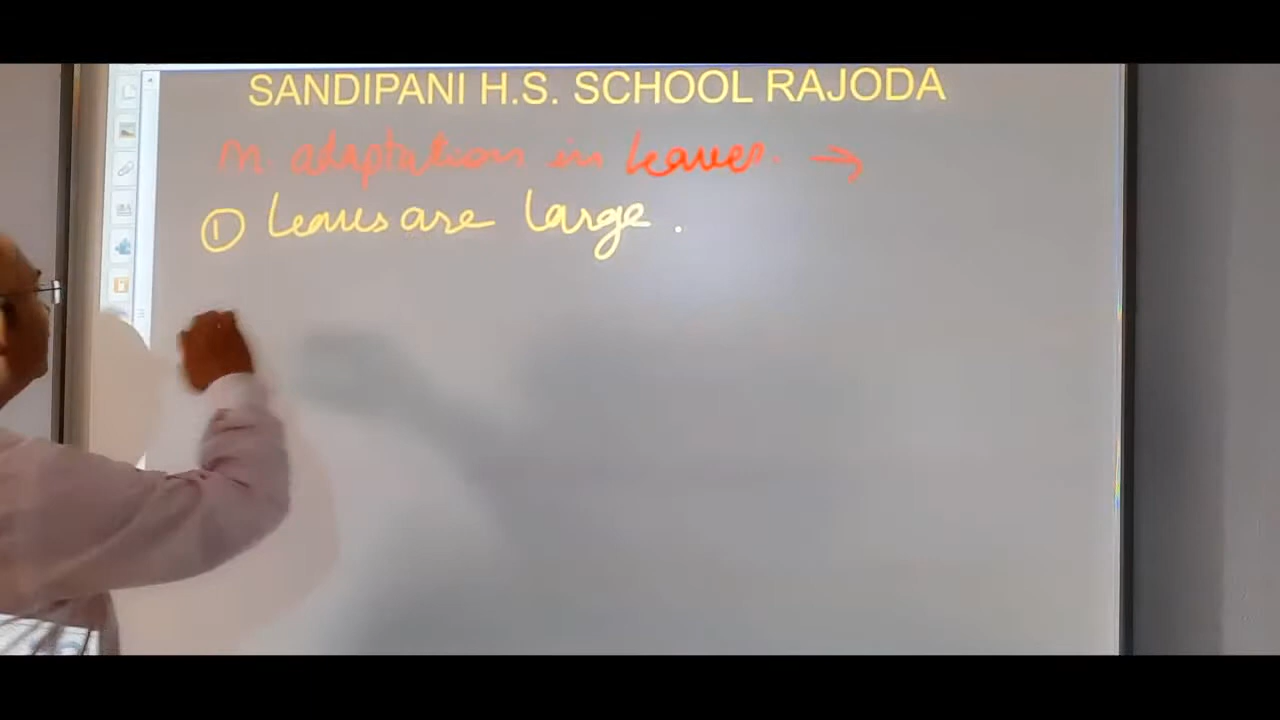 SANDIPANI H.S. SCHOOL RAJODA
M. adaptation in leaves. →
① Leaves are large.